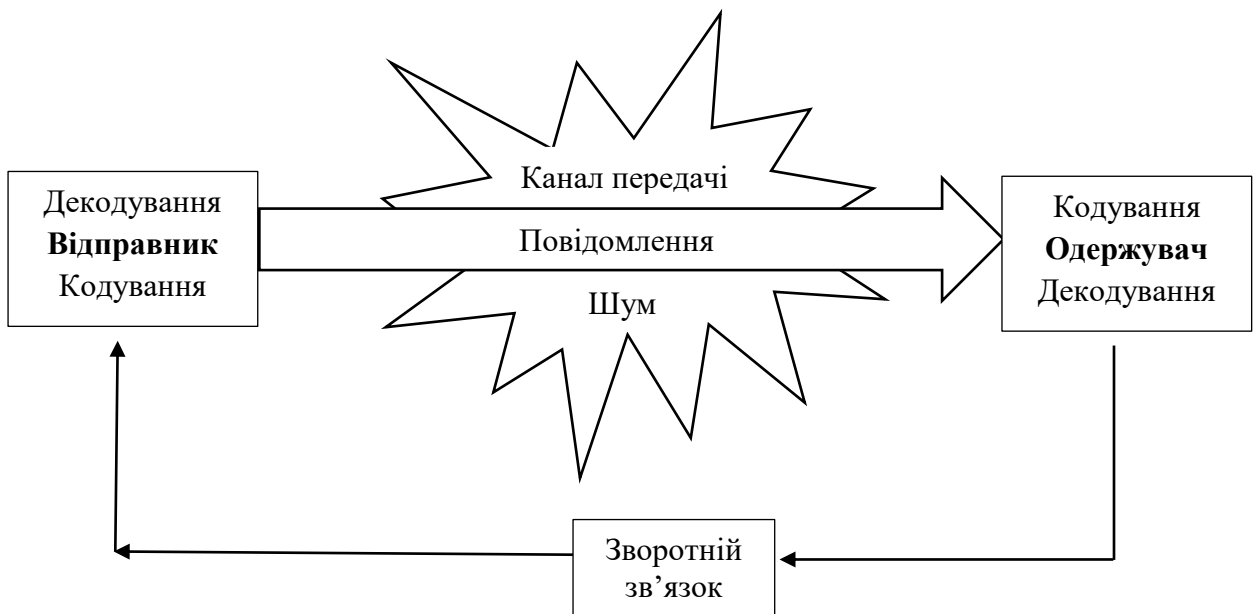 Декодування
Відправник
Кодування
Канал передачі
Повідомлення
Шум
Кодування
Одержувач
Декодування
Зворотній
зв’язок